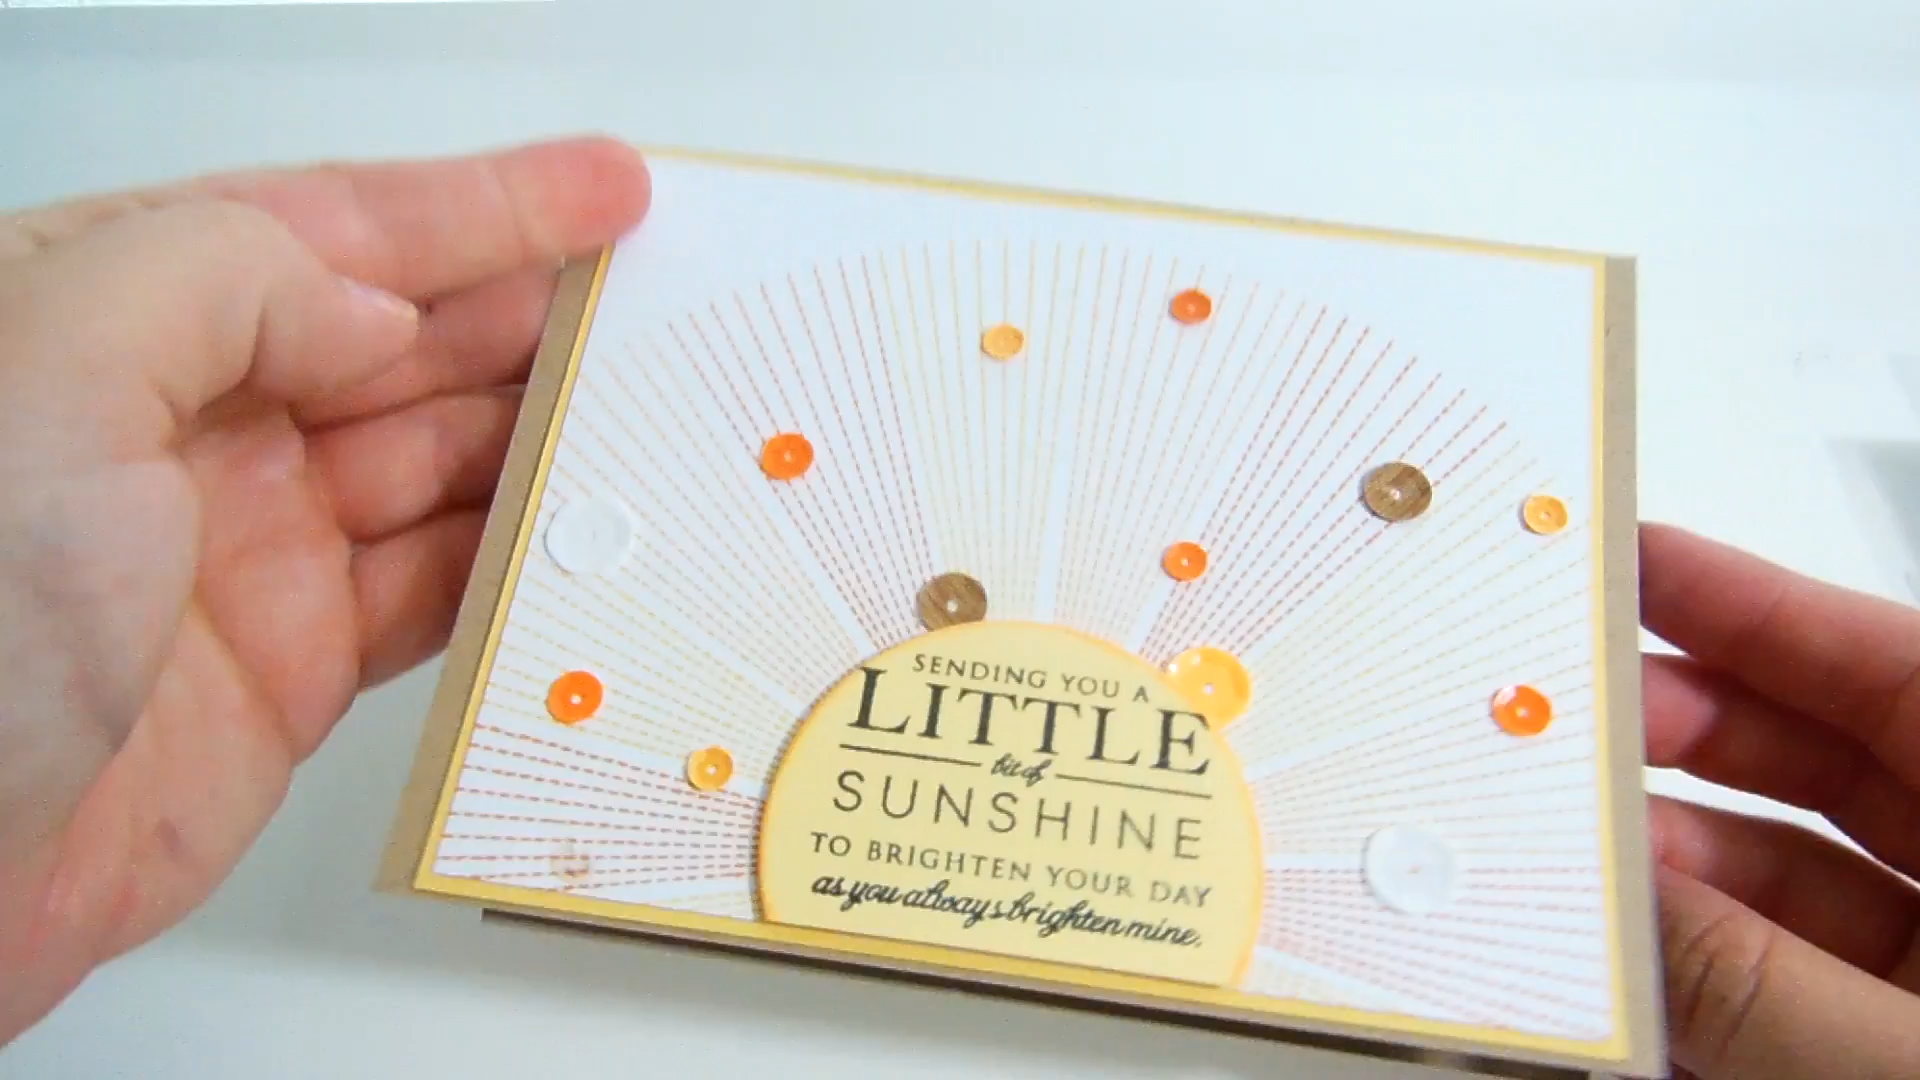 SENDING YOU A
LITTLE
bit of
SUNSHINE
TO BRIGHTEN YOUR DAY
as you always brighten mine.